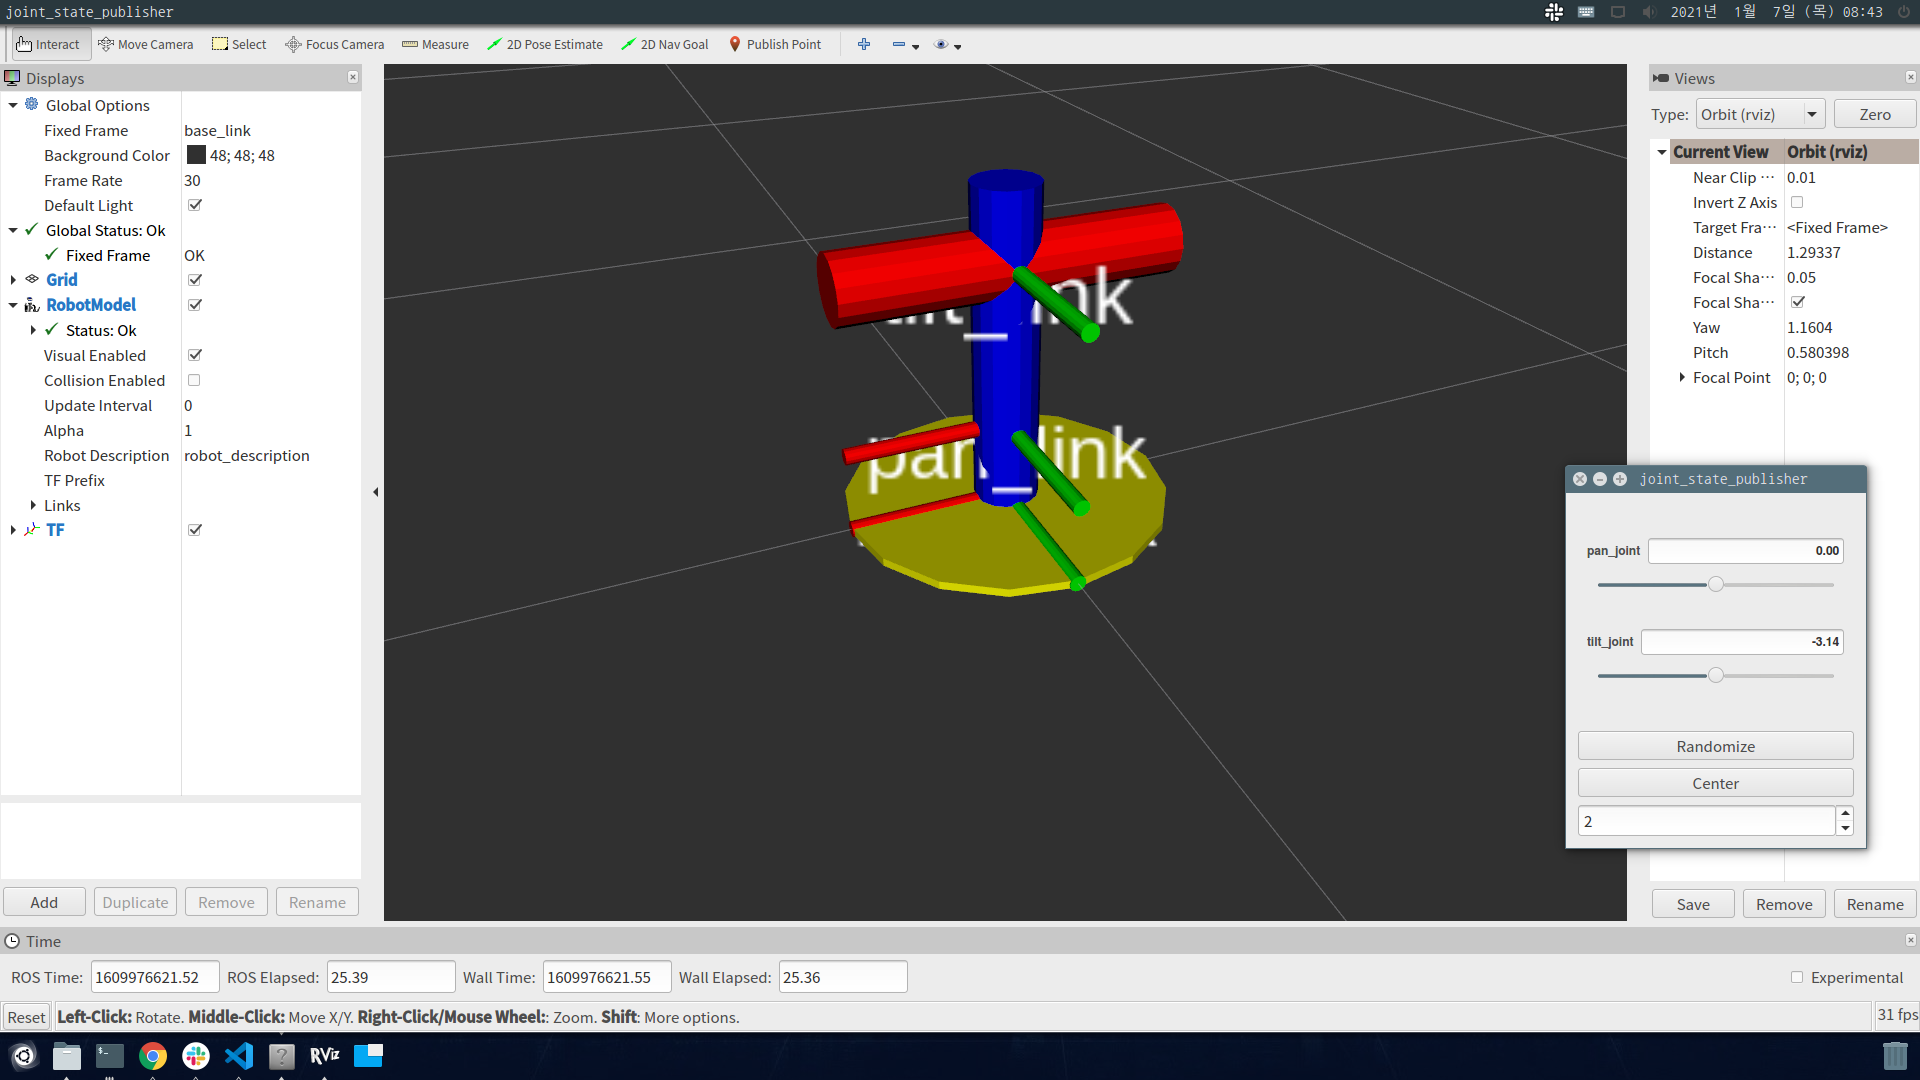 joint_state_publisher
2021년 1월 7일 (목) 08:43
Interact Move Camera Select Focus Camera Measure 2D Pose Estimate 2D Nav Goal Publish Point
Displays
Global Options
Fixed Frame base_link
Background Color 48; 48; 48
Frame Rate 30
Default Light
Global Status: Ok
Fixed Frame OK
Grid
RobotModel
Status: Ok
Visual Enabled
Collision Enabled
Update Interval 0
Alpha 1
Robot Description robot_description
TF Prefix
Links
TF
Add Duplicate Remove Rename
pan_link
Views
Type: Orbit (rviz) Zero
Current View Orbit (rviz)
Near Clip ⋯ 0.01
Invert Z Axis
Target Fra⋯ <Fixed Frame>
Distance 1.29337
Focal Sha⋯ 0.05
Focal Sha⋯
Yaw 1.1604
Pitch 0.580398
Focal Point 0; 0; 0
joint_state_publisher
pan_joint 0.00
tilt_joint -3.14
Randomize
Center
2
Save Remove Rename
Time
ROS Time: 1609976621.52 ROS Elapsed: 25.39 Wall Time: 1609976621.55 Wall Elapsed: 25.36 Experimental
Reset Left-Click: Rotate. Middle-Click: Move X/Y. Right-Click/Mouse Wheel:: Zoom. Shift: More options. 31 fps
RViz